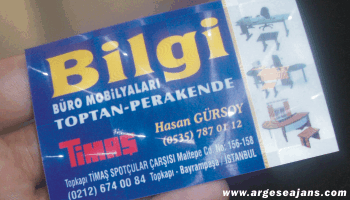 Bilgi
BÜRO MOBİLYALARI
TOPTAN-PERAKENDE
Hasan GÜRSOY
(0535) 787 01 12
TİMAŞ
Topkapı TİMAŞ SPOTÇULAR ÇARŞISI Maltepe Cd. No: 156-158
(0212) 674 00 84 Topkapı - Bayrampaşa / İSTANBUL
www.argeseajans.com